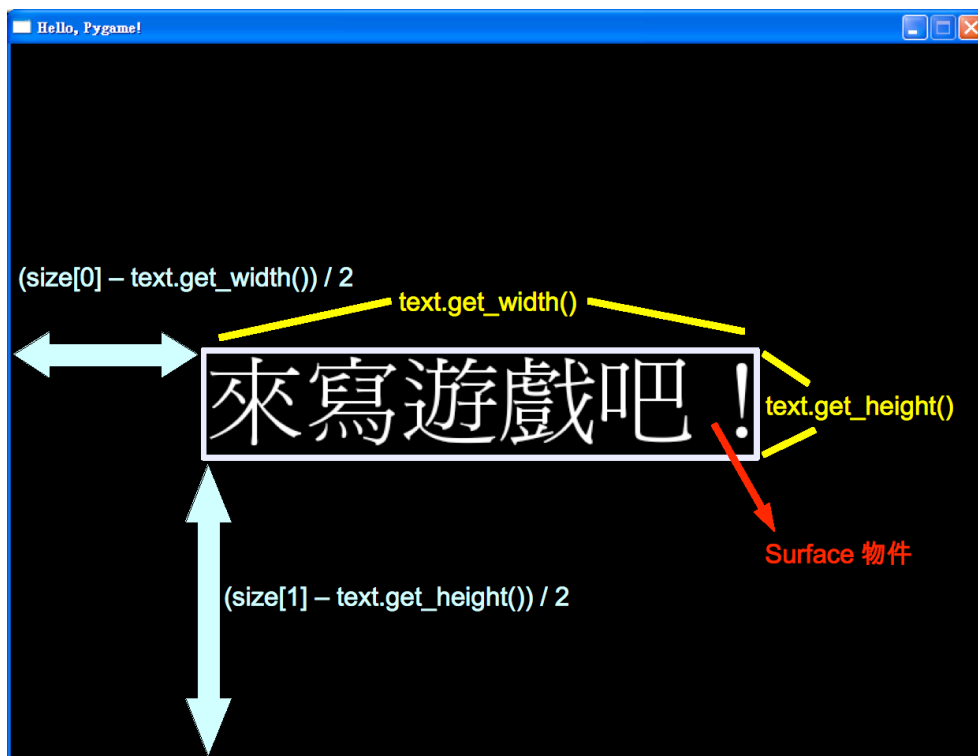 Hello, Pygame!
(size[0] – text.get_width()) / 2
text.get_width()
來寫遊戲吧！
text.get_height()
Surface 物件
(size[1] – text.get_height()) / 2